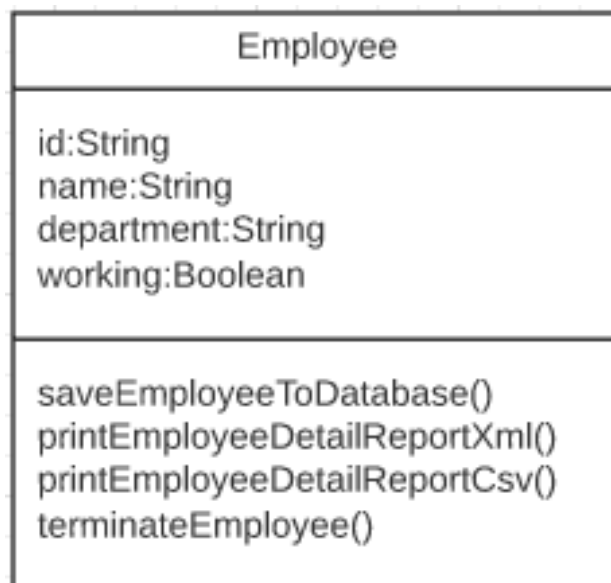 Employee
id:String
name:String
department:String
working:Boolean
saveEmployeeToDatabase()
printEmployeeDetailReportXml()
printEmployeeDetailReportCsv()
terminateEmployee()